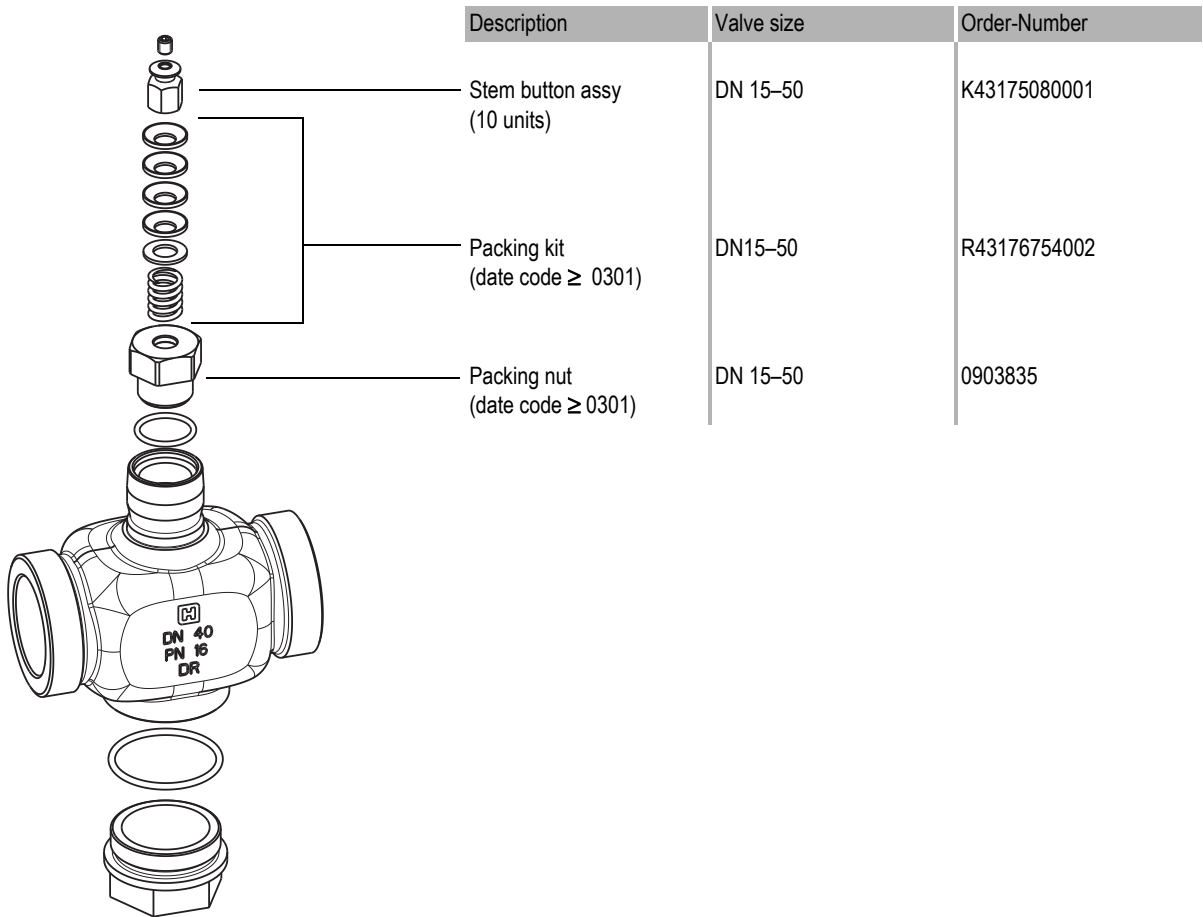 Description Valve size Order-Number
Stem button assy DN 15–50 K43175080001
(10 units)
Packing kit DN15–50 R43176754002
(date code ≥ 0301)
Packing nut DN 15–50 0903835
(date code ≥ 0301)
H
DN 40
PN 16
DR